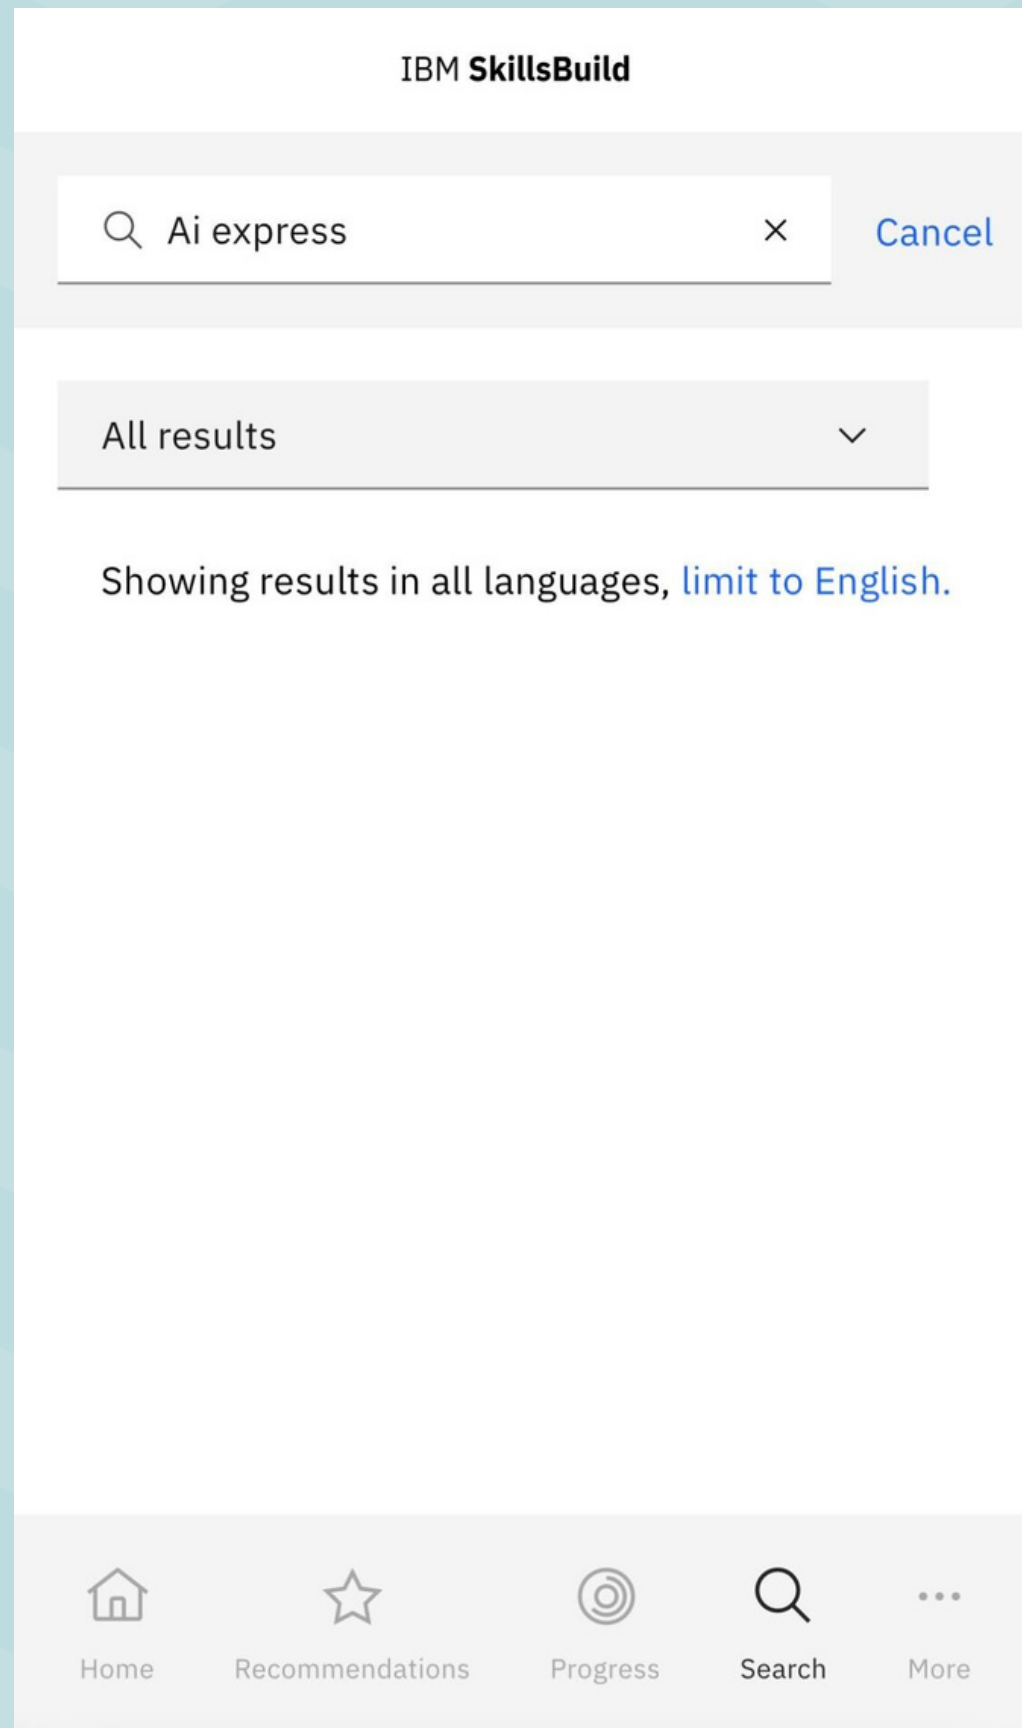 IBM SkillsBuild
Ai express
Cancel
All results
Showing results in all languages, limit to English.
Home Recommendations Progress Search More